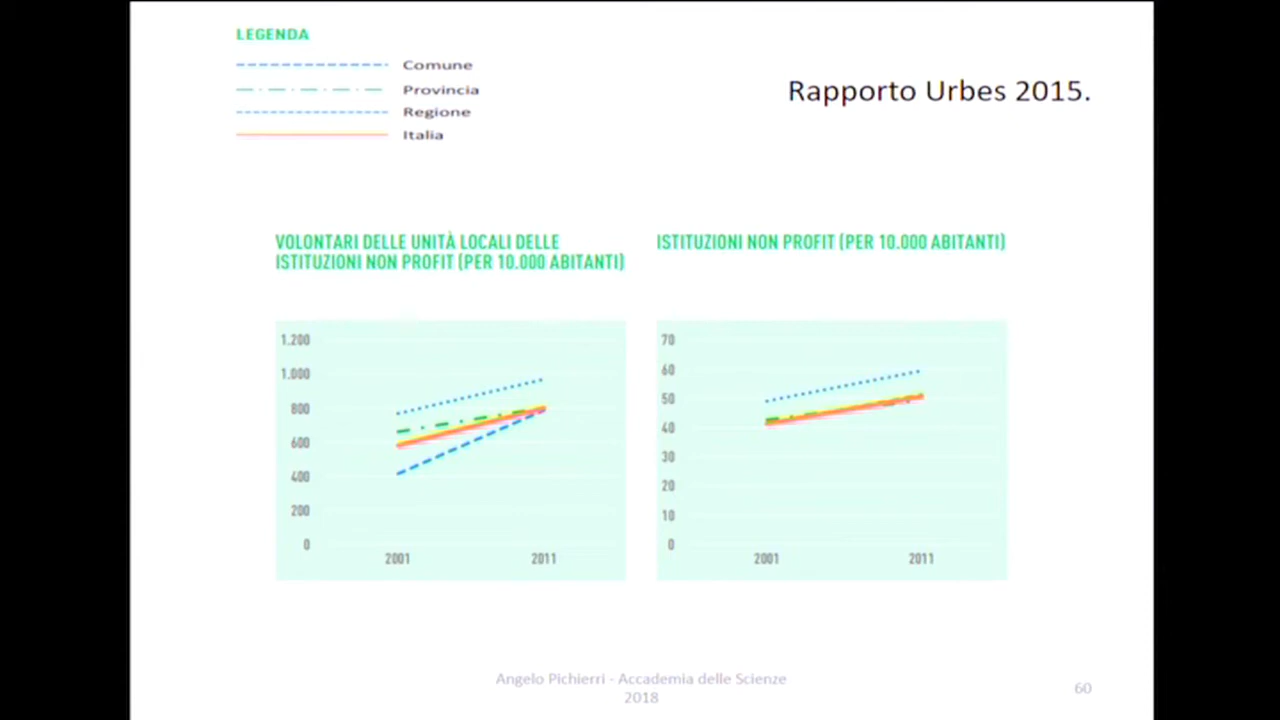 LEGENDA
Comune
Provincia
Regione
Italia
Rapporto Urbes 2015.
VOLONTARI DELLE UNITÀ LOCALI DELLE
ISTITUZIONI NON PROFIT (PER 10.000 ABITANTI)
1.200
1.000
800
600
400
200
0
2001
2011
ISTITUZIONI NON PROFIT (PER 10.000 ABITANTI)
70
60
50
40
30
20
10
0
2001
2011
Angelo Pichierri - Accademia delle Scienze
2018
60